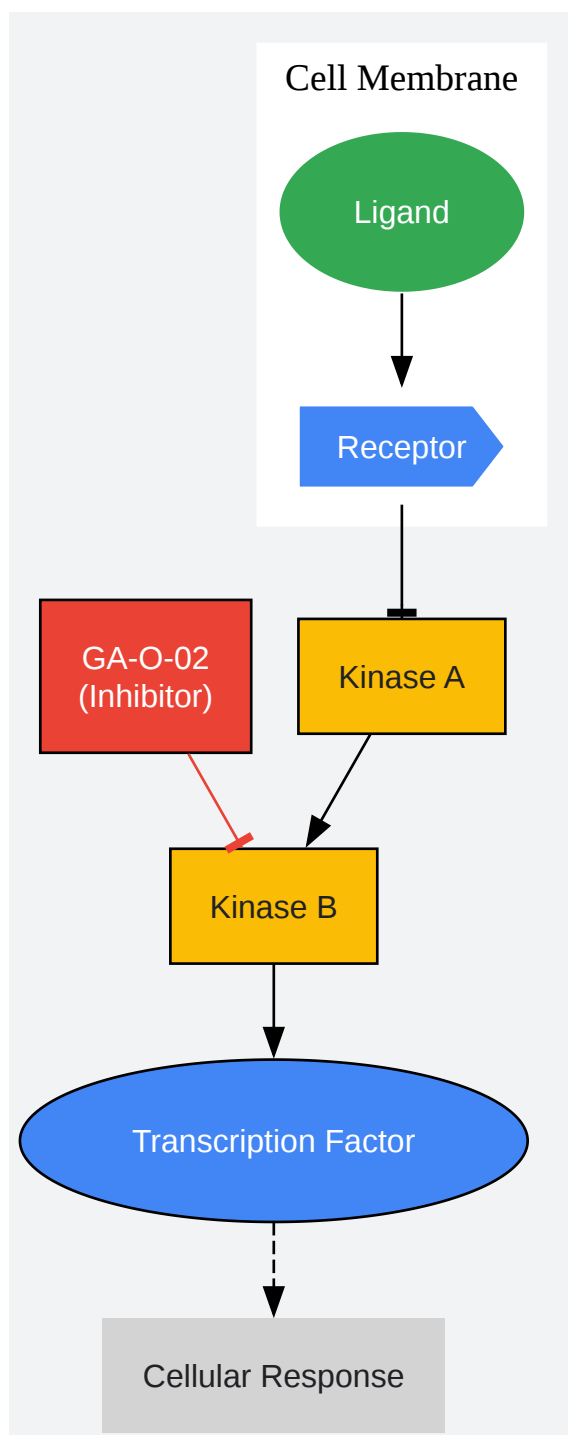 Cell Membrane
Ligand
Receptor
GA-O-02
(Inhibitor)
Kinase A
Kinase B
Transcription Factor
Cellular Response